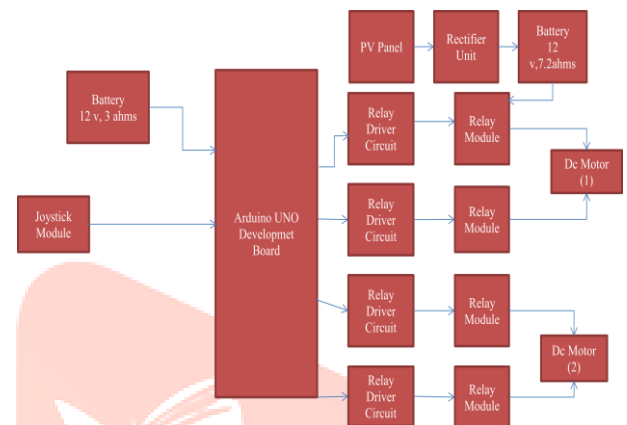 PV Panel
Rectifier
Unit
Battery
12
v,7.2ahms
Battery
12 v, 3 ahms
Relay
Driver
Circuit
Relay
Module
Dc Motor
(1)
Joystick
Module
Arduino UNO
Developmet
Board
Relay
Driver
Circuit
Relay
Module
Relay
Driver
Circuit
Relay
Module
Dc Motor
(2)
Relay
Driver
Circuit
Relay
Module